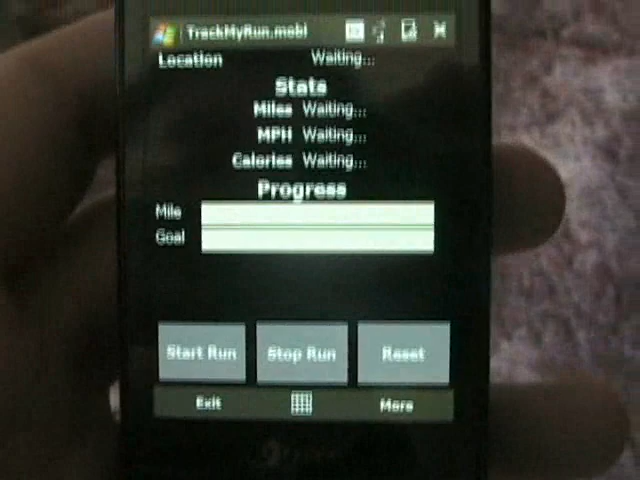 TrackMyRun.mobi
Location Waiting...
Stats
Miles Waiting...
MPH Waiting...
Calories Waiting...
Progress
Mile
Goal
Start Run Stop Run Reset
Exit More